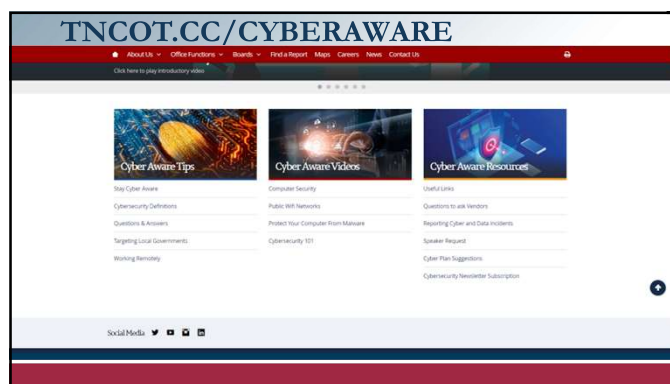 TNCOT.CC/CYBERAWARE
About Us Office Functions Boards Find a Report Maps Careers News Contact Us
Click here to play introductory video
Cyber Aware Tips
Stay Cyber Aware
Cybersecurity Definitions
Questions & Answers
Targeting Local Governments
Working Remotely
Cyber Aware Videos
Computer Security
Public Wifi Networks
Protect Your Computer From Malware
Cybersecurity 101
Cyber Aware Resources
Useful Links
Questions to ask Vendors
Reporting Cyber and Data Incidents
Speaker Request
Cyber Plan Suggestions
Cybersecurity Newsletter Subscription
Social Media